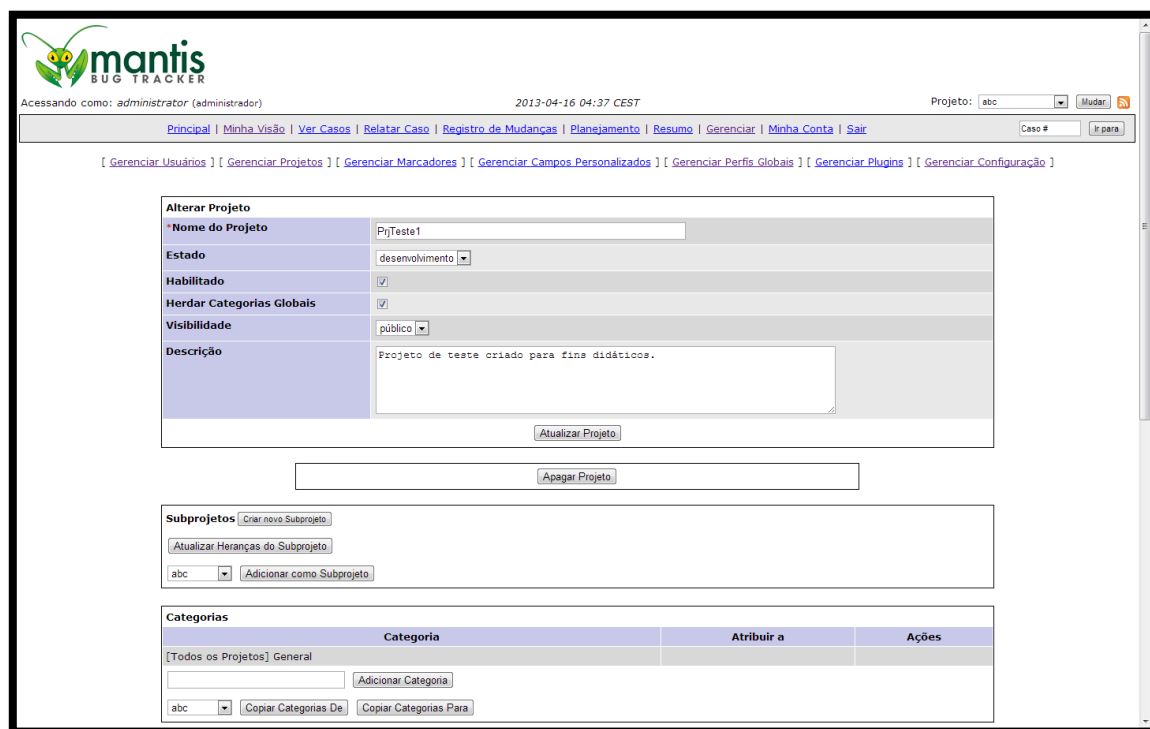 mantis
BUG TRACKER
Acessando como: administrator (administrador)
2013-04-16 04:37 CEST
Projeto: abc Mudar
Principal | Minha Visão | Ver Casos | Relatar Caso | Registro de Mudanças | Planejamento | Resumo | Gerenciar | Minha Conta | Sair
Caso # Ir para
[ Gerenciar Usuários ] [ Gerenciar Projetos ] [ Gerenciar Marcadores ] [ Gerenciar Campos Personalizados ] [ Gerenciar Perfís Globais ] [ Gerenciar Plugins ] [ Gerenciar Configuração ]
Alterar Projeto
*Nome do Projeto PrjTeste1
Estado desenvolvimento
Habilitado
Herdar Categorias Globais
Visibilidade público
Descrição Projeto de teste criado para fins didáticos.
Atualizar Projeto
Apagar Projeto
Subprojetos Criar novo Subprojeto
Atualizar Heranças do Subprojeto
abc Adicionar como Subprojeto
Categorias
Categoria Atribuir a Ações
[Todos os Projetos] General
Adicionar Categoria
abc Copiar Categorias De Copiar Categorias Para